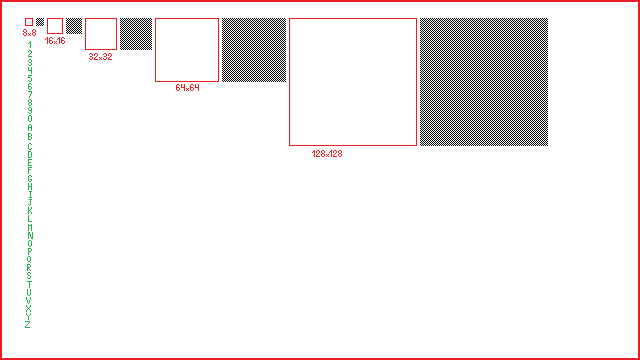 8x8
16x16
32x32
64x64
128x128
1
2
3
4
5
6
7
8
9
0
A
B
C
D
E
F
G
H
I
J
K
L
M
N
O
P
Q
R
S
T
U
V
X
Y
Z